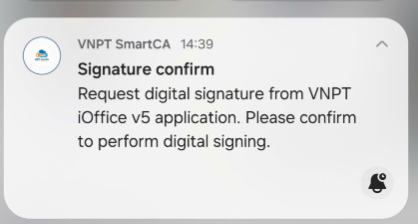 VNPT SmartCA 14:39
Signature confirm
Request digital signature from VNPT
iOffice v5 application. Please confirm
to perform digital signing.